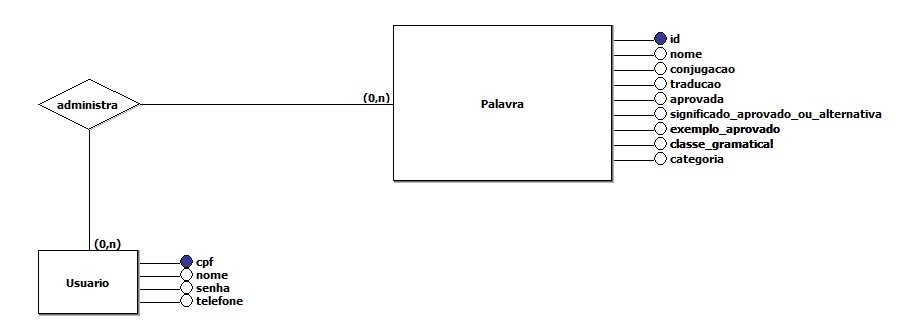 id
nome
conjugacao
traducao
aprovada
significado_aprovado_ou_alternativa
exemplo_aprovado
classe_gramatical
categoria
Palavra
(0,n)
administra
(0,n)
Usuario
cpf
nome
senha
telefone